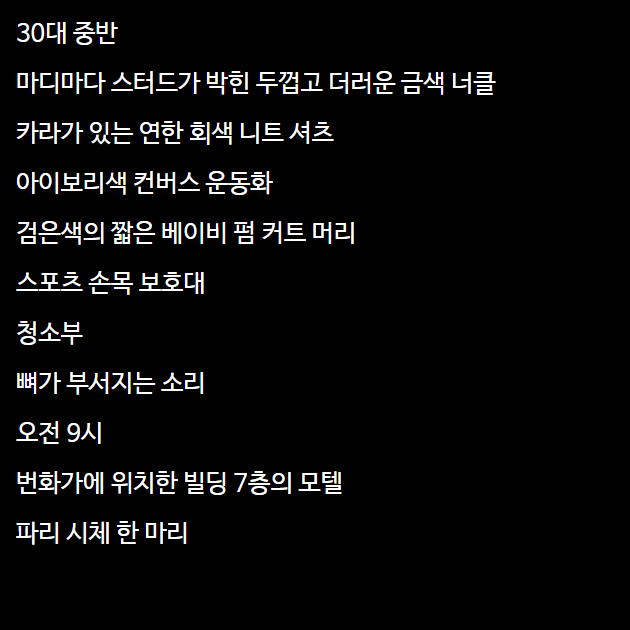 30대 중반
마디마다 스터드가 박힌 두껍고 더러운 금색 너클
카라가 있는 연한 회색 니트 셔츠
아이보리색 컨버스 운동화
검은색의 짧은 베이비 펌 커트 머리
스포츠 손목 보호대
청소부
뼈가 부서지는 소리
오전 9시
번화가에 위치한 빌딩 7층의 모텔
파리 시체 한 마리